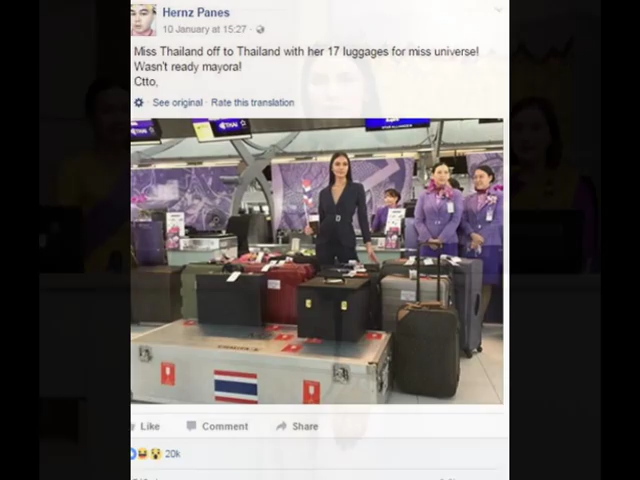 Hernz Panes
10 January at 15:27 ·
Miss Thailand off to Thailand with her 17 luggages for miss universe!
Wasn't ready mayora!
Ctto,
· See original · Rate this translation
THAI
Like Comment Share
20k